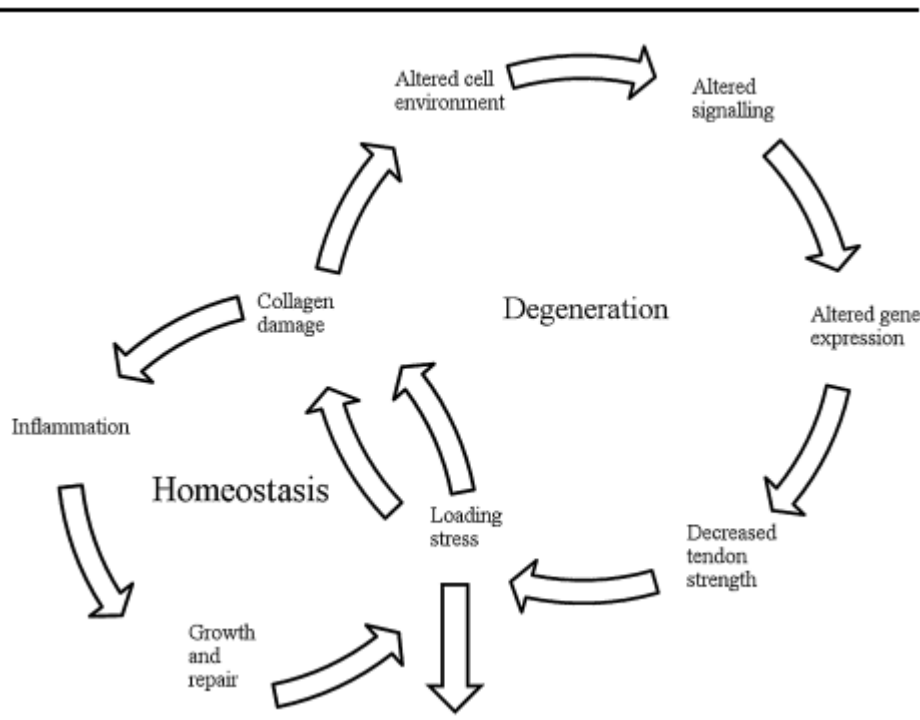 Altered cell
environment
Altered
signalling
Collagen
damage
Degeneration
Altered gene
expression
Inflammation
Homeostasis
Loading
stress
Decreased
tendon
strength
Growth
and
repair